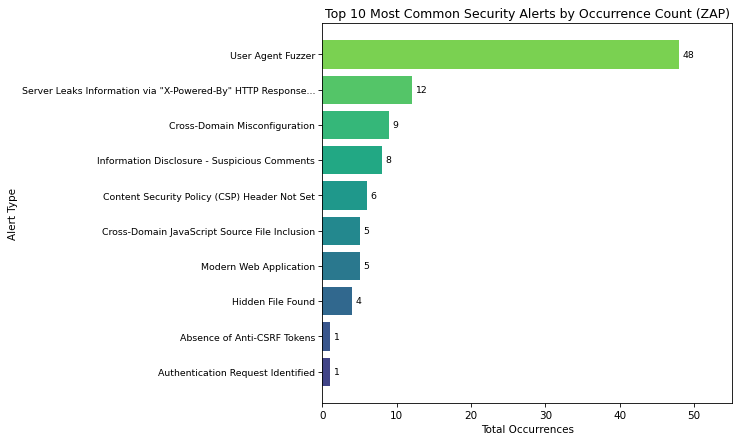 Top 10 Most Common Security Alerts by Occurrence Count (ZAP)
User Agent Fuzzer 48
Server Leaks Information via "X-Powered-By" HTTP Response... 12
Cross-Domain Misconfiguration 9
Information Disclosure - Suspicious Comments 8
Content Security Policy (CSP) Header Not Set 6
Cross-Domain JavaScript Source File Inclusion 5
Modern Web Application 5
Hidden File Found 4
Absence of Anti-CSRF Tokens 1
Authentication Request Identified 1
Alert Type
0 10 20 30 40 50
Total Occurrences